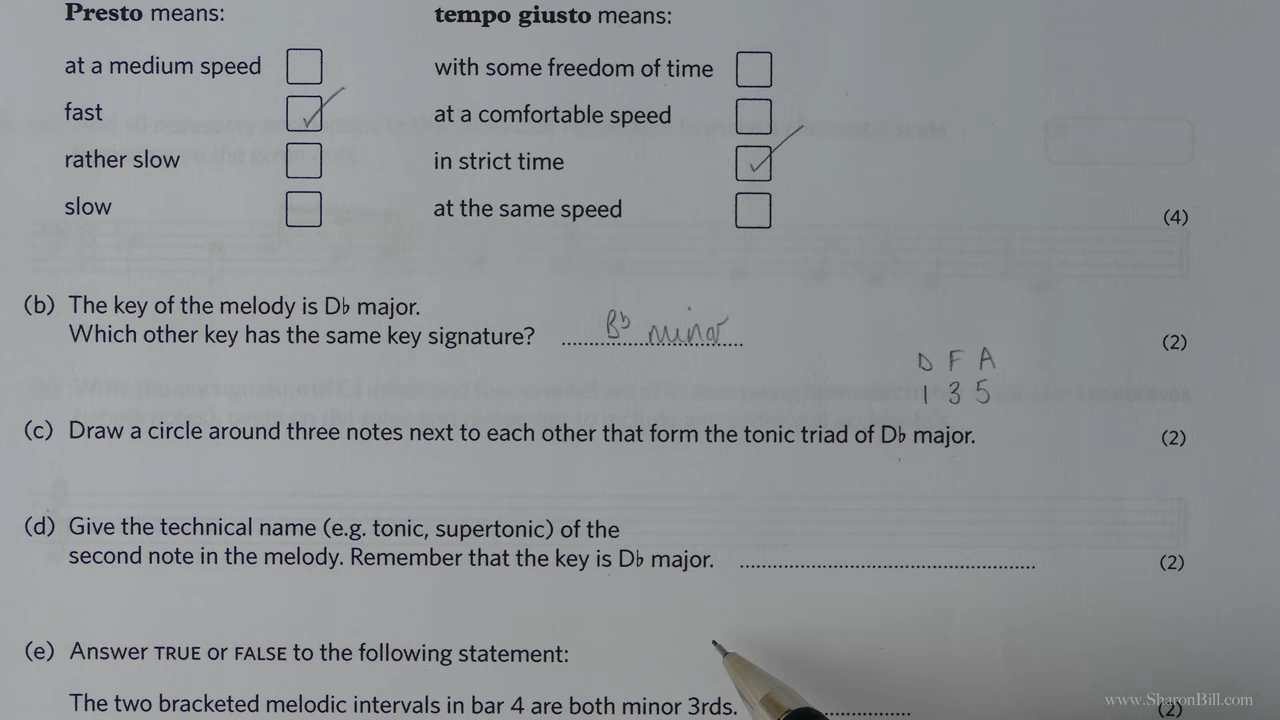 Presto means:
tempo giusto means:
at a medium speed
with some freedom of time
fast
at a comfortable speed
rather slow
in strict time
slow
at the same speed
(4)
(b) The key of the melody is D♭ major.
Which other key has the same key signature? B♭ minor
(2)
D F A
1 3 5
(c) Draw a circle around three notes next to each other that form the tonic triad of D♭ major.
(2)
(d) Give the technical name (e.g. tonic, supertonic) of the
second note in the melody. Remember that the key is D♭ major. ........................................
(2)
(e) Answer TRUE or FALSE to the following statement:
The two bracketed melodic intervals in bar 4 are both minor 3rds.
(2)
www.SharonBill.com